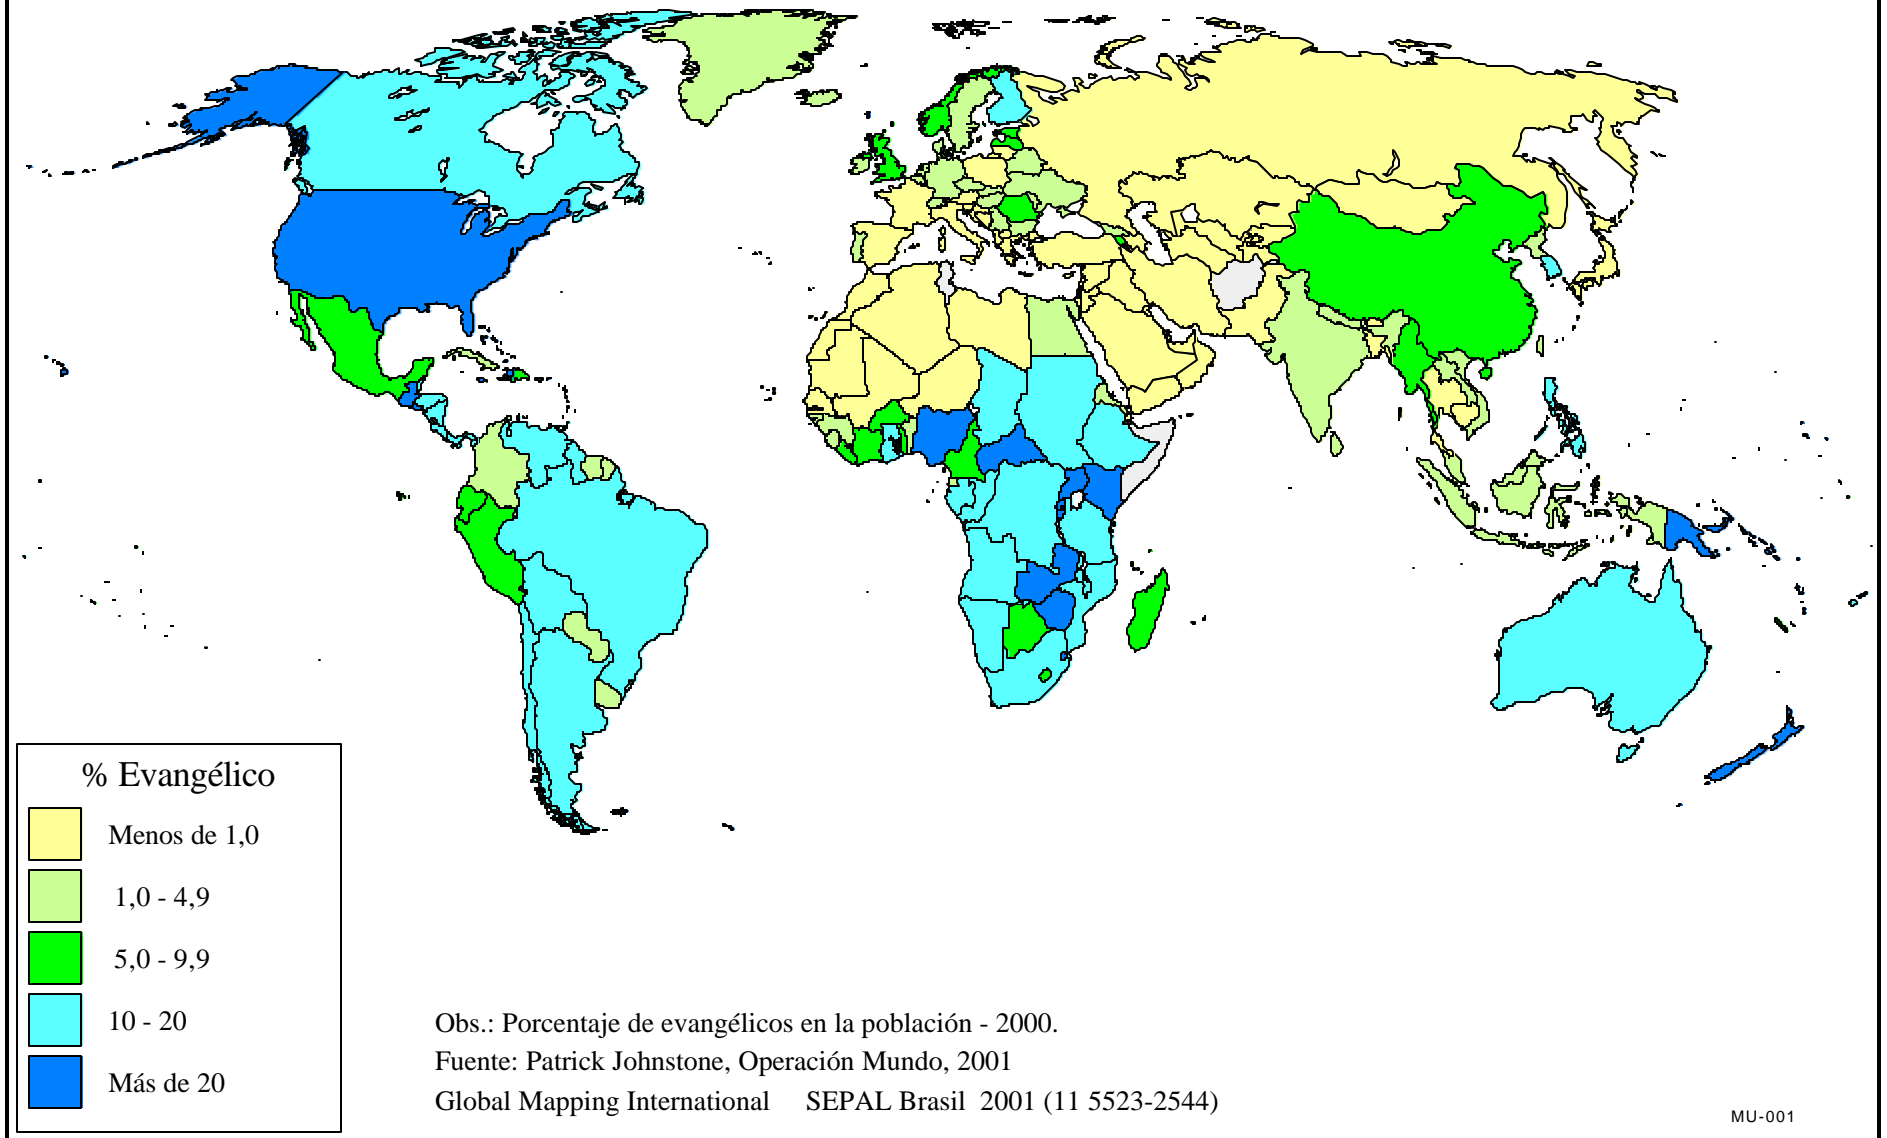 % Evangélico
Menos de 1,0
1,0 - 4,9
5,0 - 9,9
10 - 20
Más de 20
Obs.: Porcentaje de evangélicos en la población - 2000.
Fuente: Patrick Johnstone, Operación Mundo, 2001
Global Mapping International SEPAL Brasil 2001 (11 5523-2544)
MU-001